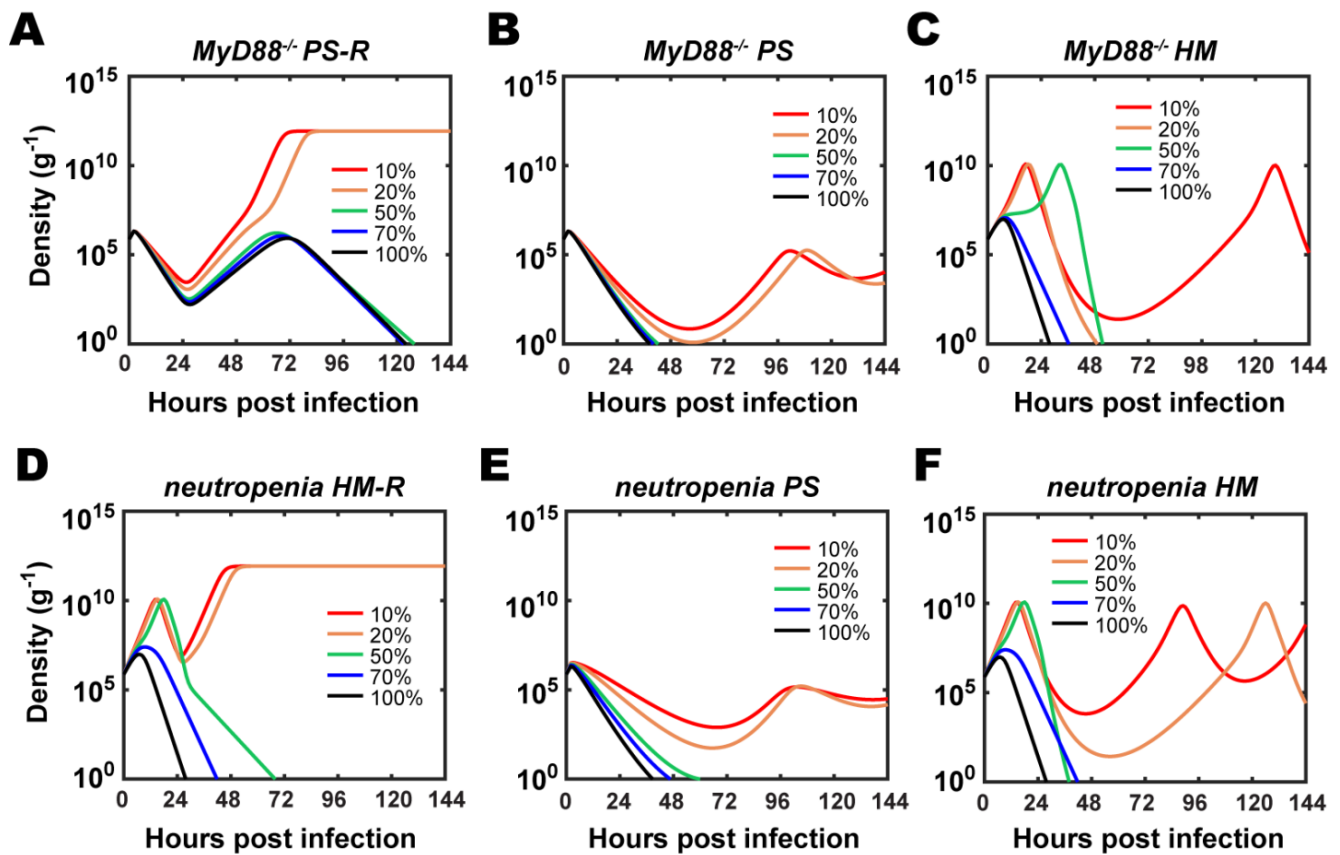 A
MyD88-/- PS-R
Density (g-1)
10^15
10^10
10^5
10^0
10%
20%
50%
70%
100%
0 24 48 72 96 120 144
Hours post infection
B
MyD88-/- PS
10^15
10^10
10^5
10^0
10%
20%
50%
70%
100%
0 24 48 72 96 120 144
Hours post infection
C
MyD88-/- HM
10^15
10^10
10^5
10^0
10%
20%
50%
70%
100%
0 24 48 72 96 120 144
Hours post infection
D
neutropenia HM-R
Density (g-1)
10^15
10^10
10^5
10^0
10%
20%
50%
70%
100%
0 24 48 72 96 120 144
Hours post infection
E
neutropenia PS
10^15
10^10
10^5
10^0
10%
20%
50%
70%
100%
0 24 48 72 96 120 144
Hours post infection
F
neutropenia HM
10^15
10^10
10^5
10^0
10%
20%
50%
70%
100%
0 24 48 72 96 120 144
Hours post infection